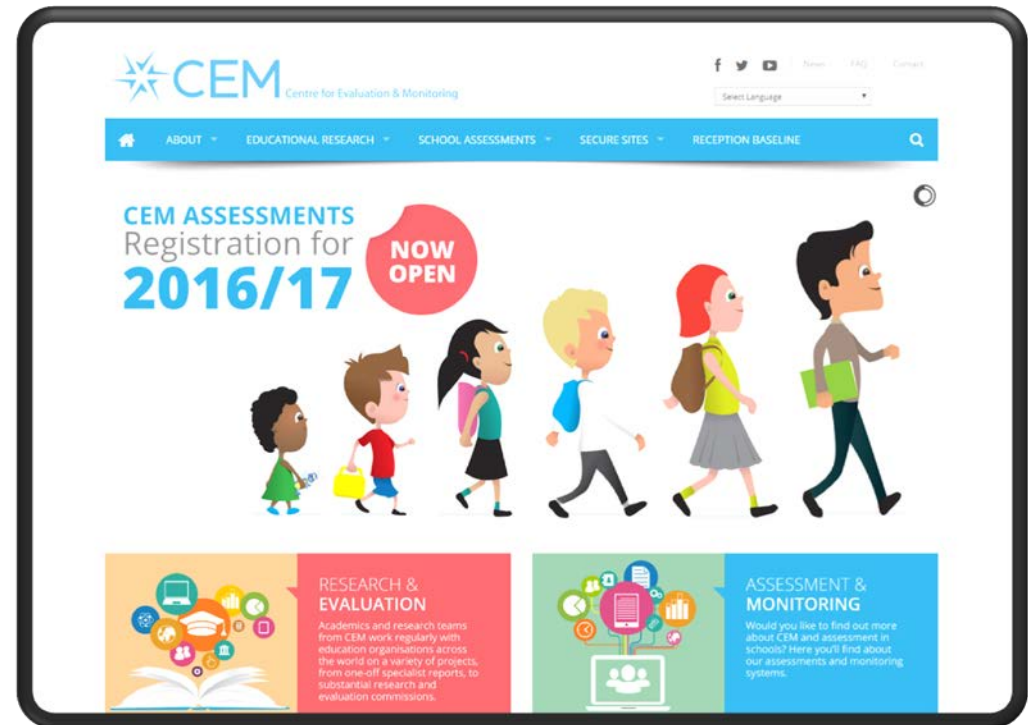 CEM Centre for Evaluation & Monitoring
f News FAQ Contact
Select Language
ABOUT EDUCATIONAL RESEARCH SCHOOL ASSESSMENTS SECURE SITES RECEPTION BASELINE
CEM ASSESSMENTS
Registration for
2016/17
NOW
OPEN
RESEARCH &
EVALUATION
Academics and research teams
from CEM work regularly with
education organisations across
the world on a variety of projects,
from one-off specialist reports, to
substantial research and
evaluation commissions.
ASSESSMENT &
MONITORING
Would you like to find out more
about CEM and assessment in
schools? Here you'll find about
our assessments and monitoring
systems.